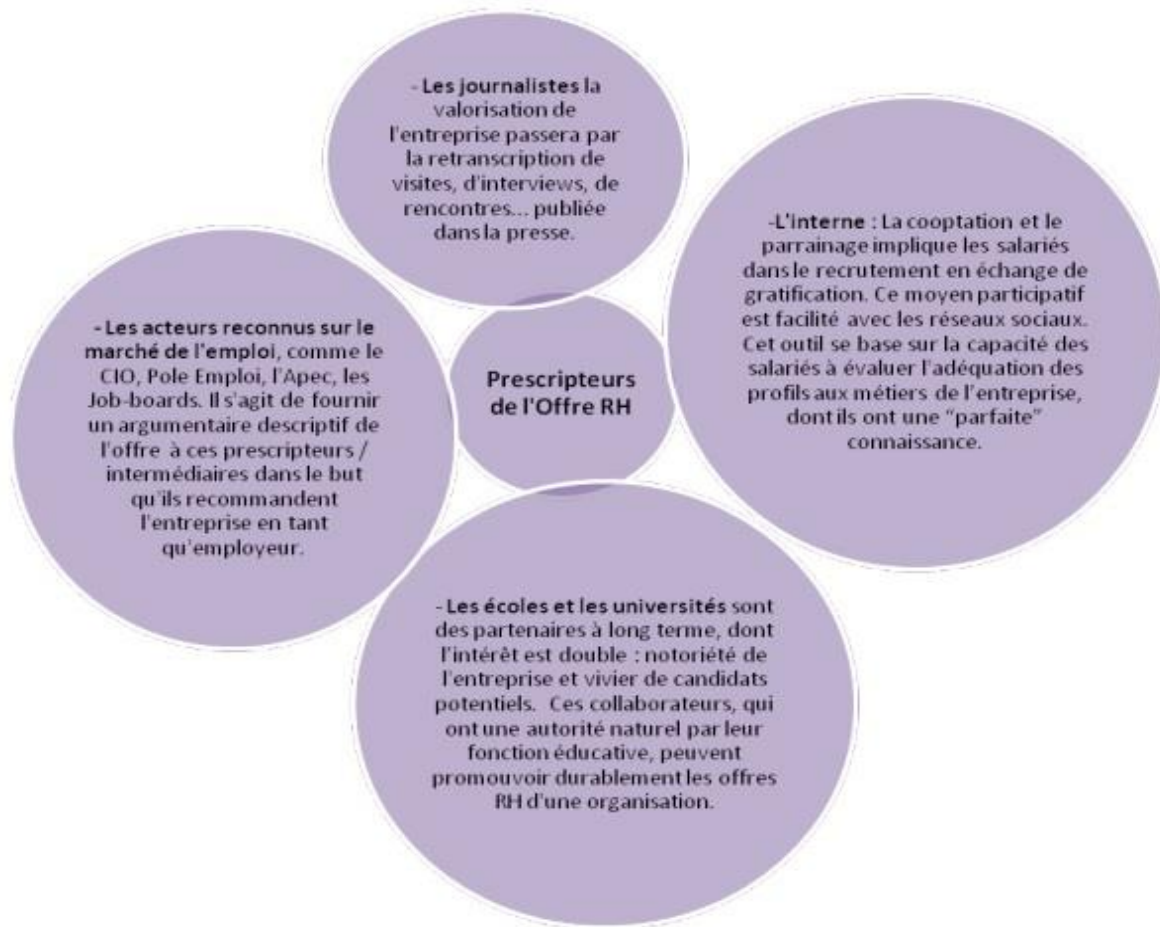 - Les journalistes la
valorisation de
l'entreprise passera par
la retranscription de
visites, d'interviews, de
rencontres... publiée
dans la presse.
-L'interne : La cooptation et le
parrainage implique les salariés
dans le recrutement en échange de
gratification. Ce moyen participatif
est facilité avec les réseaux sociaux.
Cet outil se base sur la capacité des
salariés à évaluer l'adéquation des
profils aux métiers de l'entreprise,
dont ils ont une “parfaite”
connaissance.
- Les acteurs reconnus sur le
marché de l'emploi, comme le
CIO, Pole Emploi, l'Apec, les
Job-boards. Il s'agit de fournir
un argumentaire descriptif de
l'offre à ces prescripteurs /
intermédiaires dans le but
qu'ils recommandent
l'entreprise en tant
qu'employeur.
Prescripteurs
de l'Offre RH
- Les écoles et les universités sont
des partenaires à long terme, dont
l'intérêt est double : notoriété de
l'entreprise et vivier de candidats
potentiels. Ces collaborateurs, qui
ont une autorité naturel par leur
fonction éducative, peuvent
promouvoir durablement les offres
RH d'une organisation.